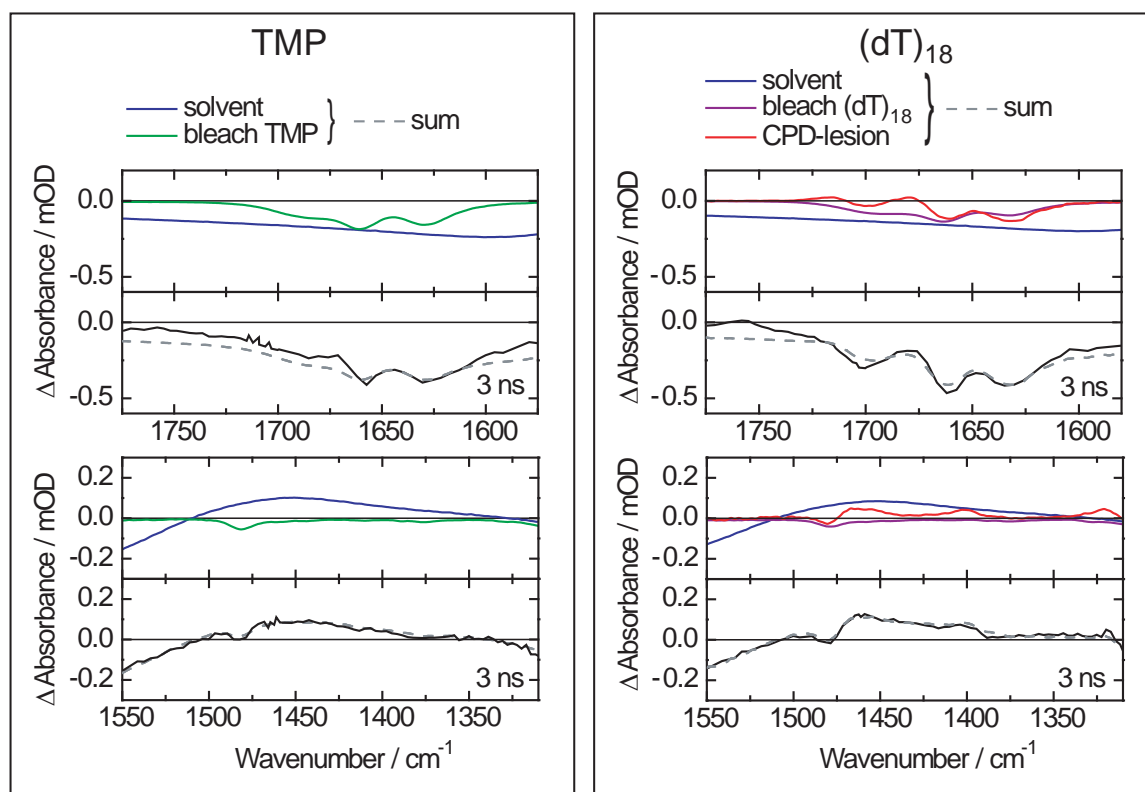 TMP
solvent
bleach TMP
} sum
Δ Absorbance / mOD
0.0
-0.5
0.0
-0.5
3 ns
1750 1700 1650 1600
Δ Absorbance / mOD
0.2
0.0
-0.2
0.2
0.0
-0.2
3 ns
1550 1500 1450 1400 1350
Wavenumber / cm⁻¹
(dT)₁₈
solvent
bleach (dT)₁₈
CPD-lesion
} sum
Δ Absorbance / mOD
0.0
-0.5
0.0
-0.5
3 ns
1750 1700 1650 1600
Δ Absorbance / mOD
0.2
0.0
-0.2
0.2
0.0
-0.2
3 ns
1550 1500 1450 1400 1350
Wavenumber / cm⁻¹